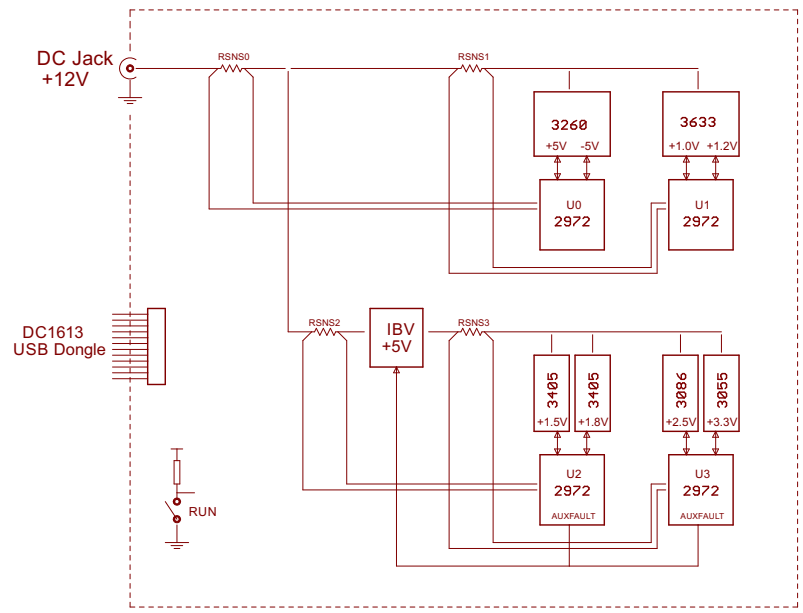 DC Jack
+12V
RSNS0
RSNS1
3260
+5V -5V
3633
+1.0V +1.2V
U0
2972
U1
2972
DC1613
USB Dongle
RSNS2
IBV
+5V
RSNS3
3405
+1.5V
3405
+1.8V
3086
+2.5V
3055
+3.3V
U2
2972
AUXFAULT
U3
2972
AUXFAULT
RUN